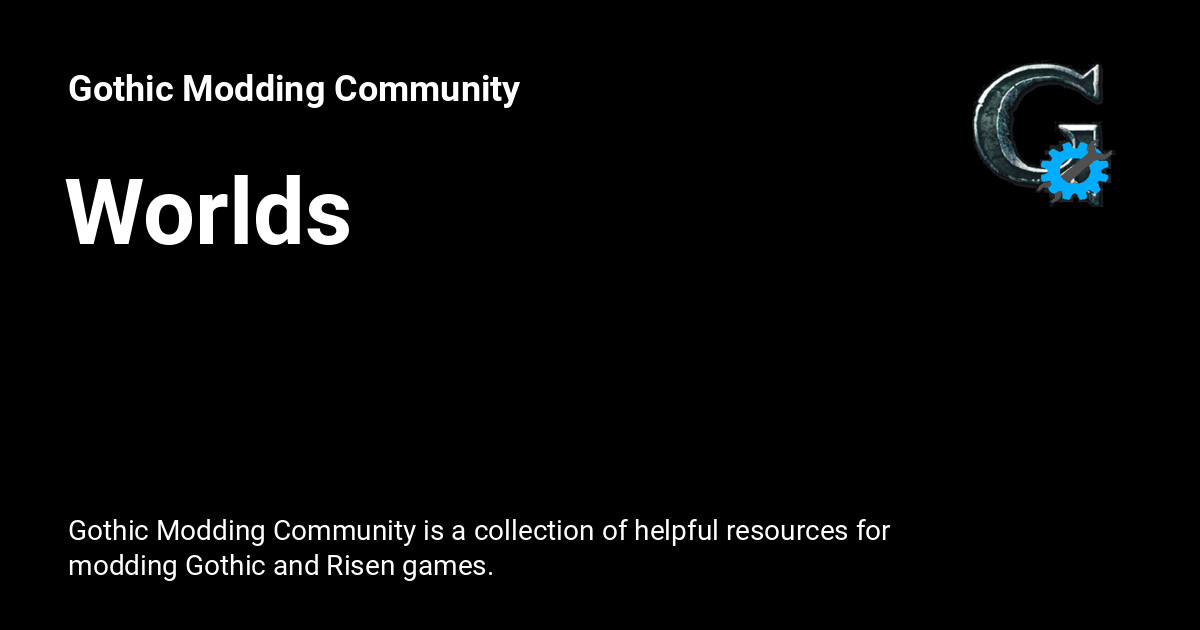 Gothic Modding Community
G
Worlds
Gothic Modding Community is a collection of helpful resources for
modding Gothic and Risen games.